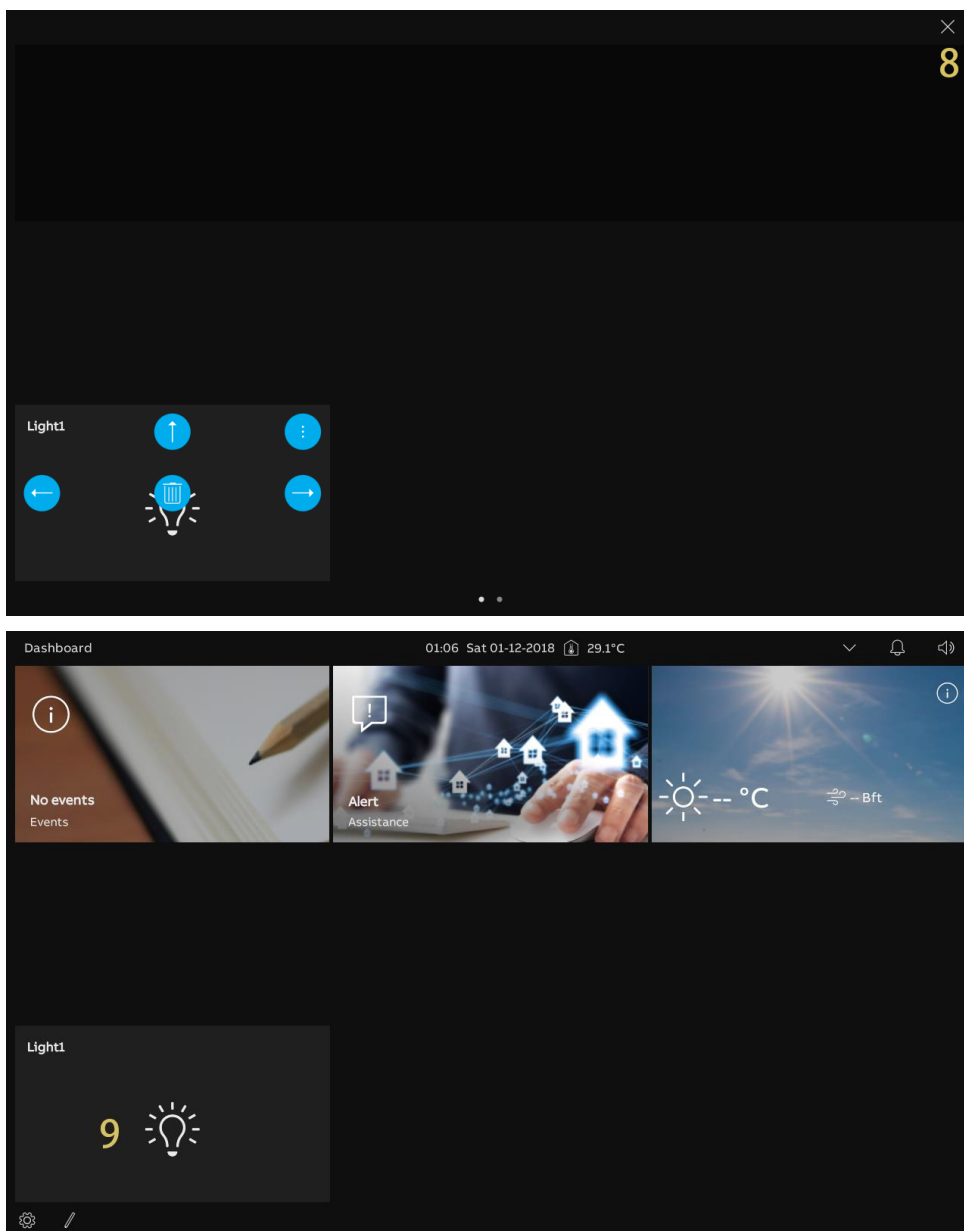 8
Light1
Dashboard
01:06 Sat 01-12-2018 29.1°C
No events
Events
Alert
Assistance
-- °C
-- Bft
Light1
9